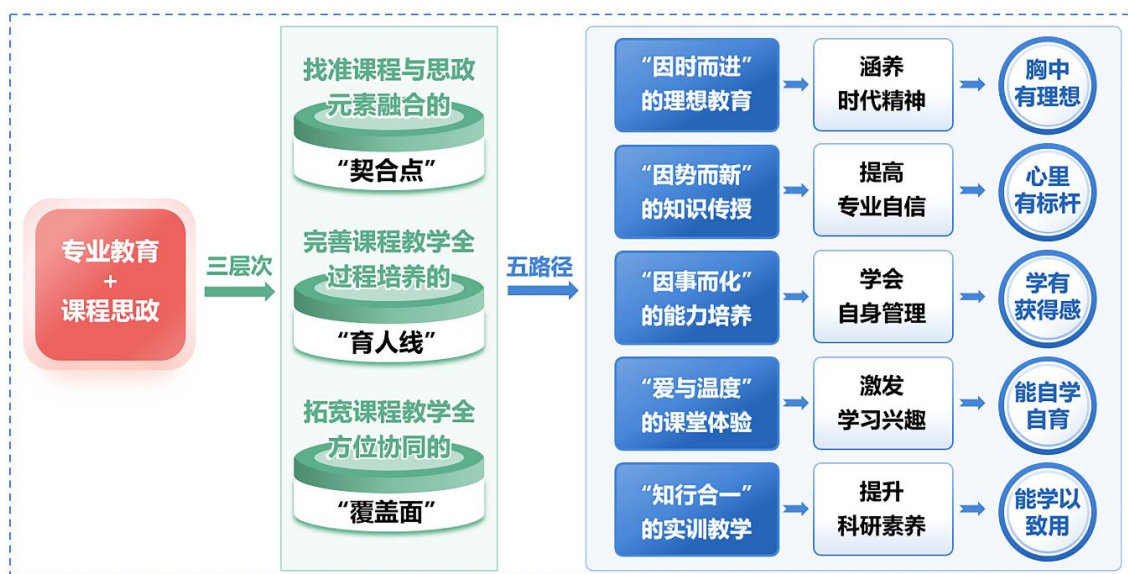 专业教育
+
课程思政
三层次
找准课程与思政
元素融合的
“契合点”
完善课程教学全
过程培养的
“育人线”
拓宽课程教学全
方位协同的
“覆盖面”
五路径
“因时而进”
的理想教育
涵养
时代精神
胸中
有理想
“因势而新”
的知识传授
提高
专业自信
心里
有标杆
“因事而化”
的能力培养
学会
自身管理
学有
获得感
“爱与温度”
的课堂体验
激发
学习兴趣
能自学
自育
“知行合一”
的实训教学
提升
科研素养
能学以
致用